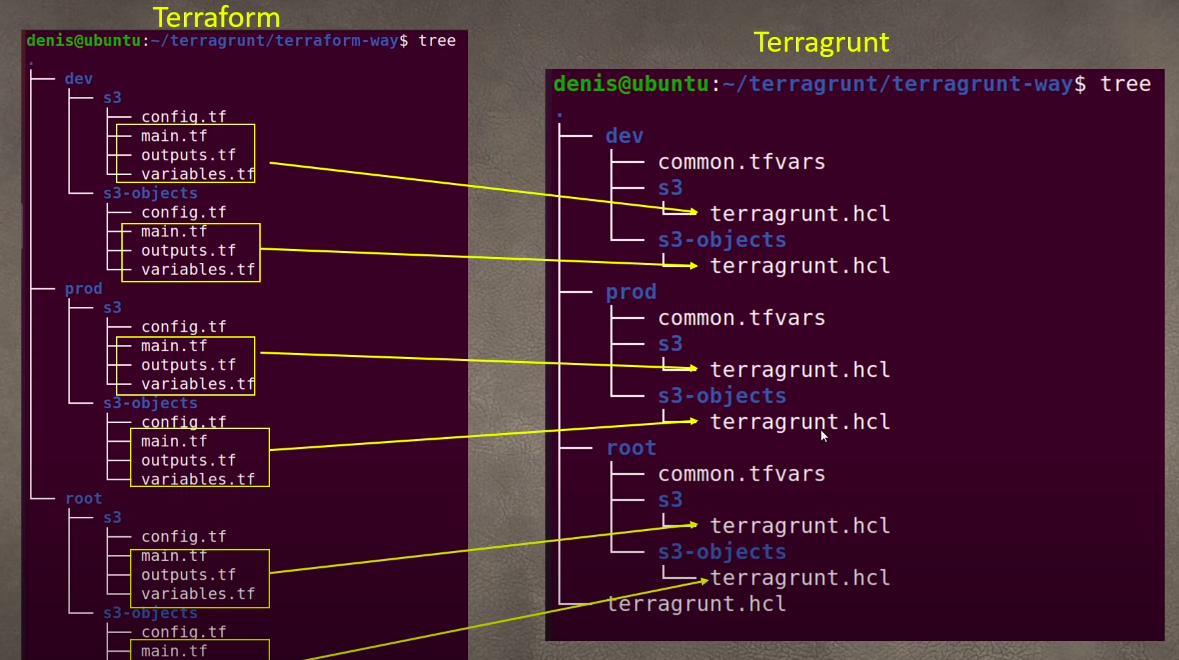 Terraform
denis@ubuntu:~/terragrunt/terraform-way$ tree
.
dev
s3
config.tf
main.tf
outputs.tf
variables.tf
s3-objects
config.tf
main.tf
outputs.tf
variables.tf
prod
s3
config.tf
main.tf
outputs.tf
variables.tf
s3-objects
config.tf
main.tf
outputs.tf
variables.tf
root
s3
config.tf
main.tf
outputs.tf
variables.tf
s3-objects
config.tf
main.tf
Terragrunt
denis@ubuntu:~/terragrunt/terragrunt-way$ tree
.
dev
common.tfvars
s3
terragrunt.hcl
s3-objects
terragrunt.hcl
prod
common.tfvars
s3
terragrunt.hcl
s3-objects
terragrunt.hcl
root
common.tfvars
s3
terragrunt.hcl
s3-objects
terragrunt.hcl
terragrunt.hcl